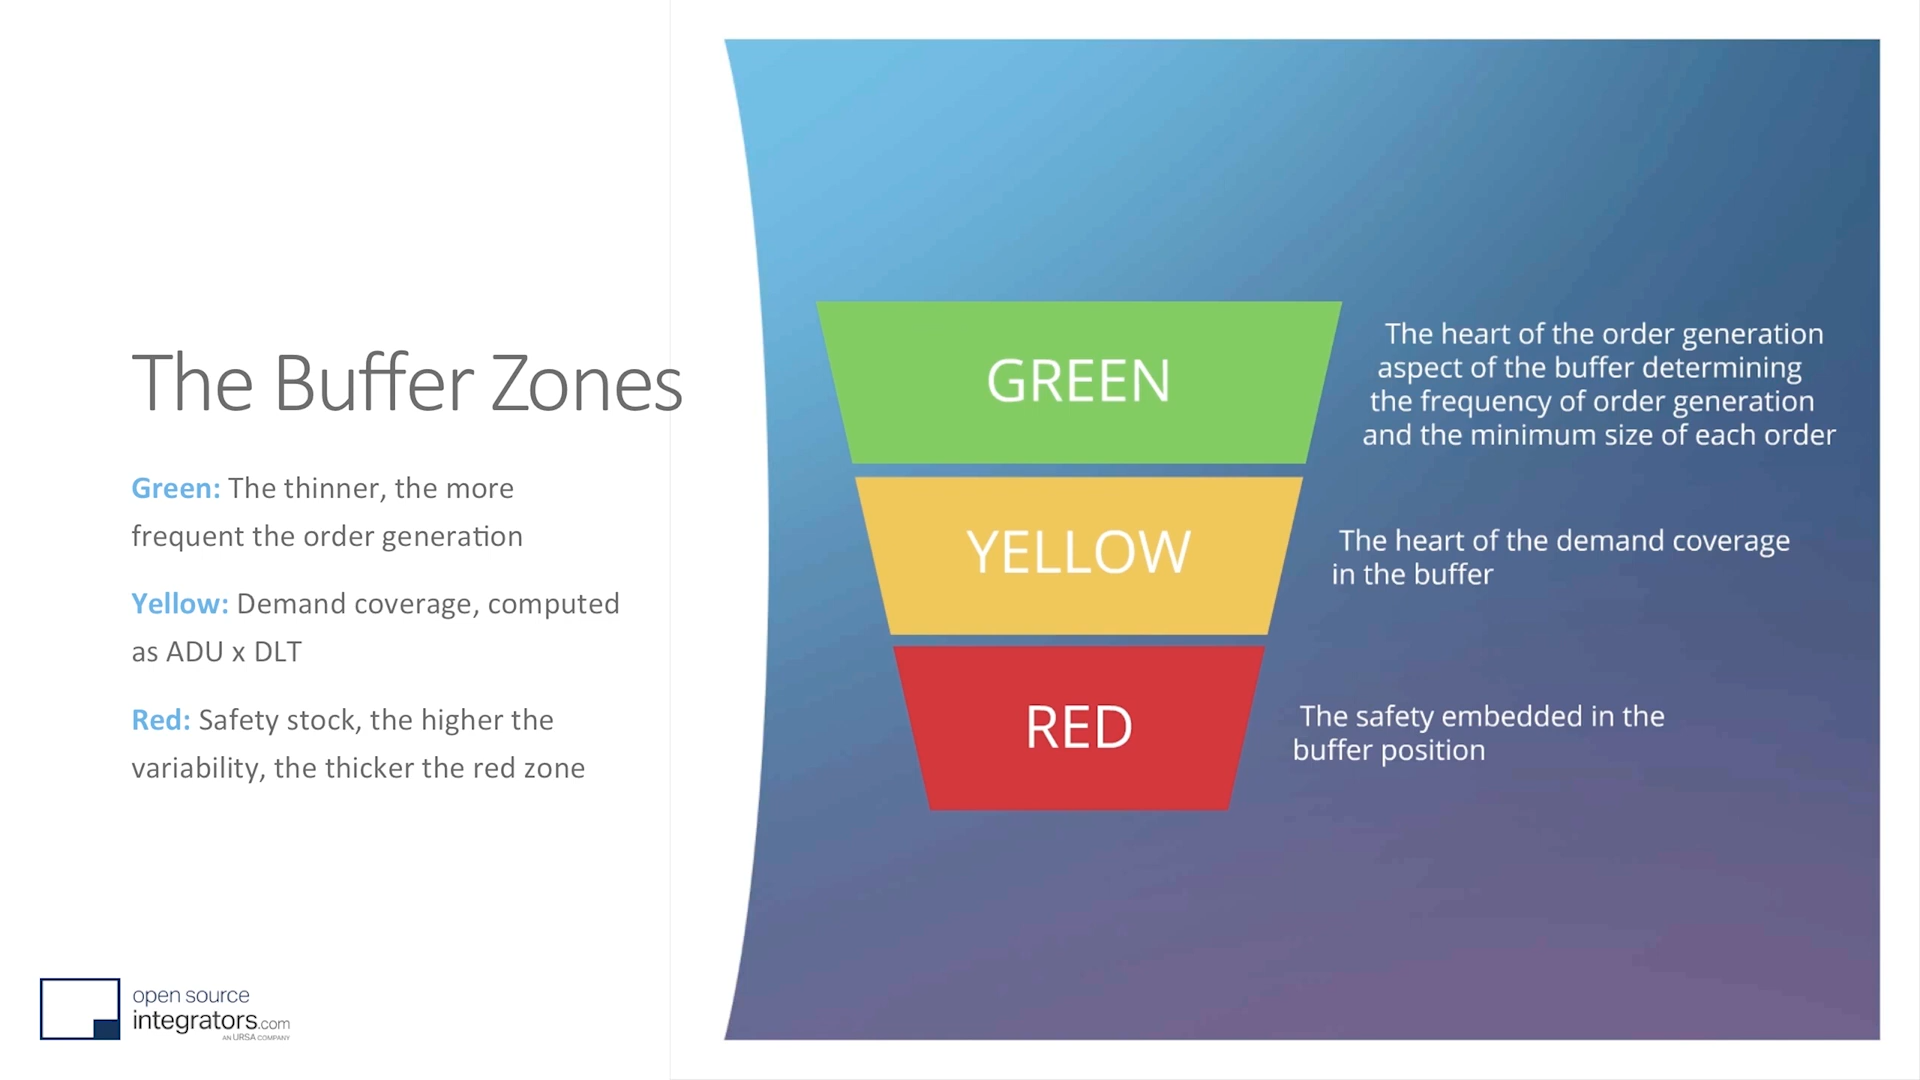 The Buffer Zones
Green: The thinner, the more
frequent the order generation
Yellow: Demand coverage, computed
as ADU x DLT
Red: Safety stock, the higher the
variability, the thicker the red zone
GREEN
The heart of the order generation
aspect of the buffer determining
the frequency of order generation
and the minimum size of each order
YELLOW
The heart of the demand coverage
in the buffer
RED
The safety embedded in the
buffer position
open source
integrators.com
AN URSA COMPANY